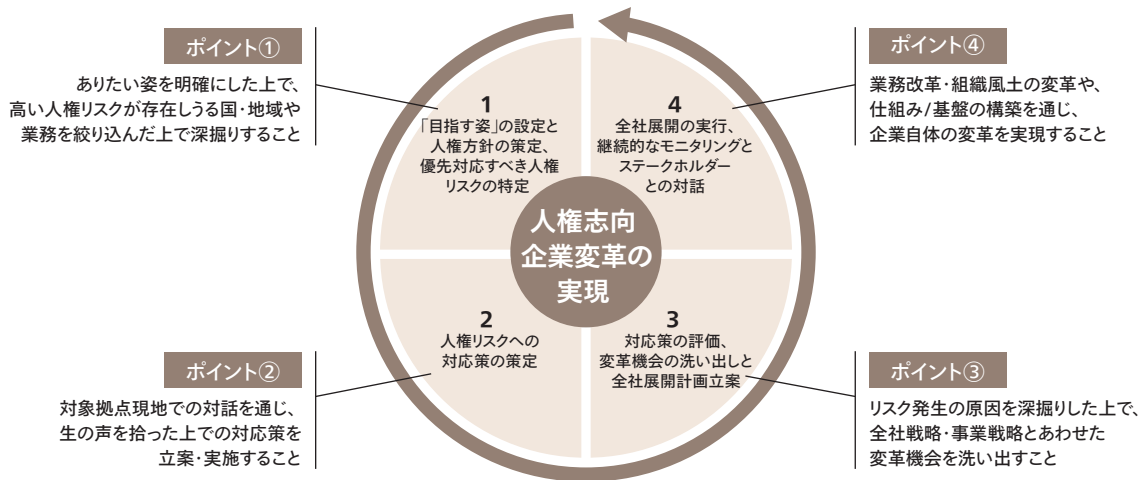 ポイント①
ありたい姿を明確にした上で、
高い人権リスクが存在しうる国・地域や
業務を絞り込んだ上で深掘りすること
1
「目指す姿」の設定と
人権方針の策定、
優先対応すべき人権
リスクの特定
4
全社展開の実行、
継続的なモニタリングと
ステークホルダー
との対話
ポイント④
業務改革・組織風土の変革や、
仕組み/基盤の構築を通じ、
企業自体の変革を実現すること
人権志向
企業変革の
実現
ポイント②
対象拠点現地での対話を通じ、
生の声を拾った上での対応策を
立案・実施すること
2
人権リスクへの
対応策の策定
3
対応策の評価、
変革機会の洗い出しと
全社展開計画立案
ポイント③
リスク発生の原因を深掘りした上で、
全社戦略・事業戦略とあわせた
変革機会を洗い出すこと